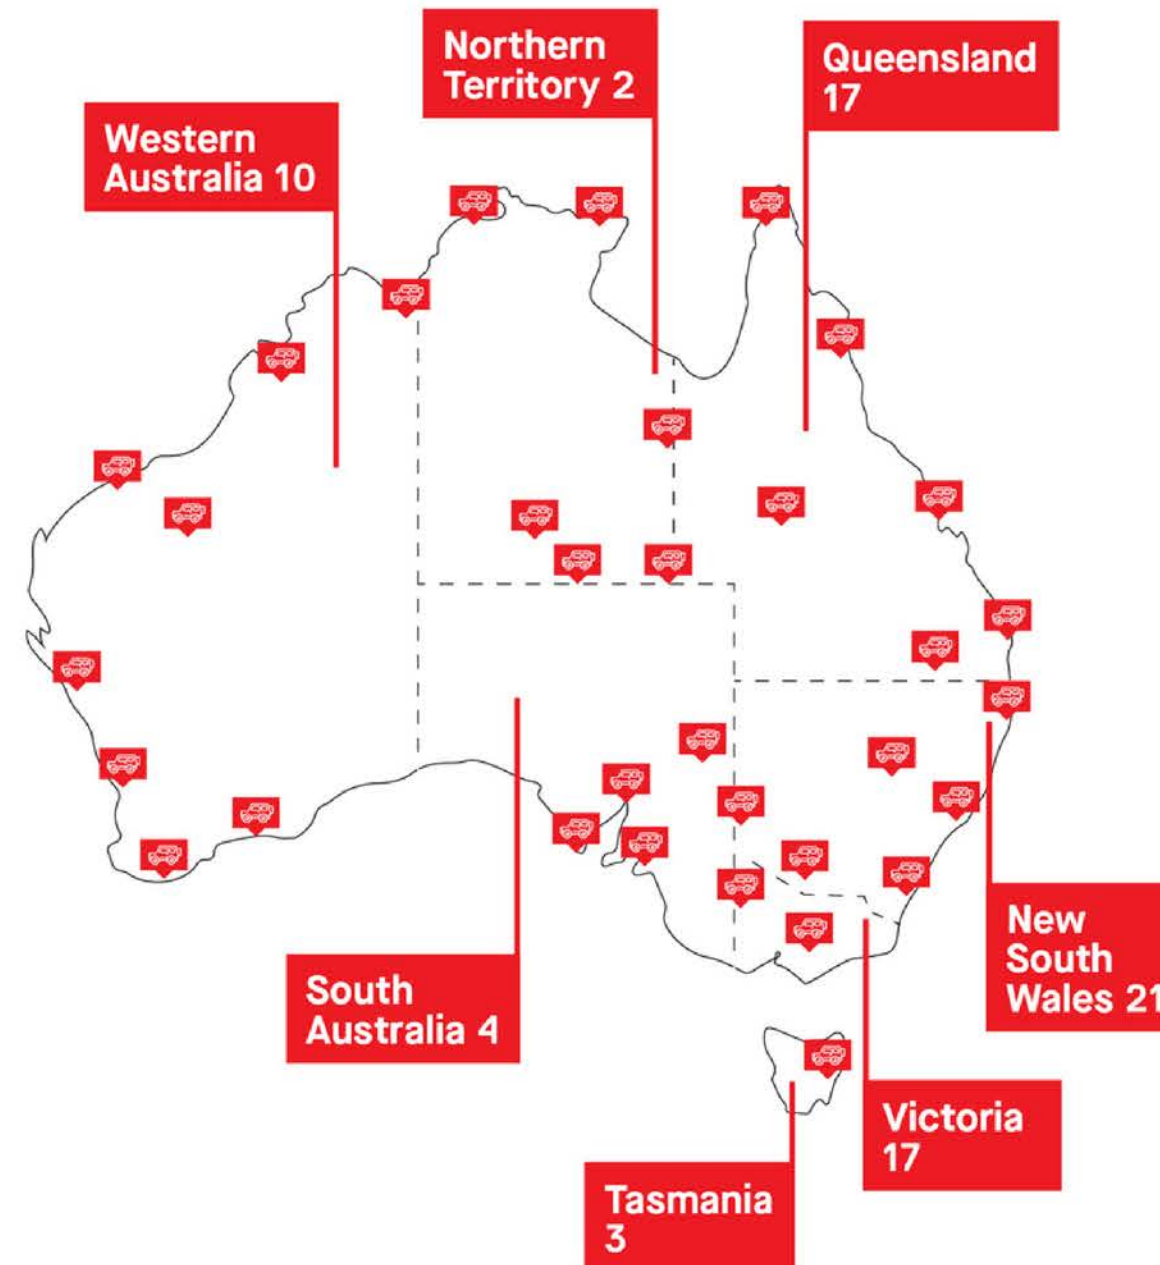 Northern
Territory 2
Queensland
17
Western
Australia 10
South
Australia 4
New
South
Wales 21
Victoria
17
Tasmania
3